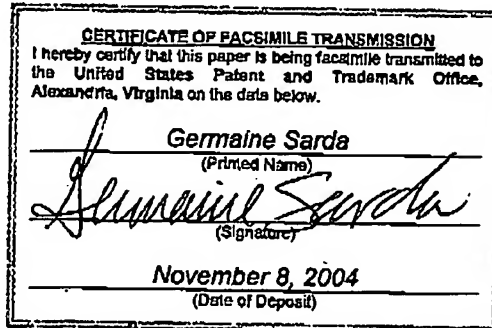 CERTIFICATE OF FACSIMILE TRANSMISSION
I hereby certify that this paper is being facsimile transmitted to
the United States Patent and Trademark Office,
Alexandria, Virginia on the date below.
Germaine Sarda
(Printed Name)
Germaine Sarda
(Signature)
November 8, 2004
(Date of Deposit)